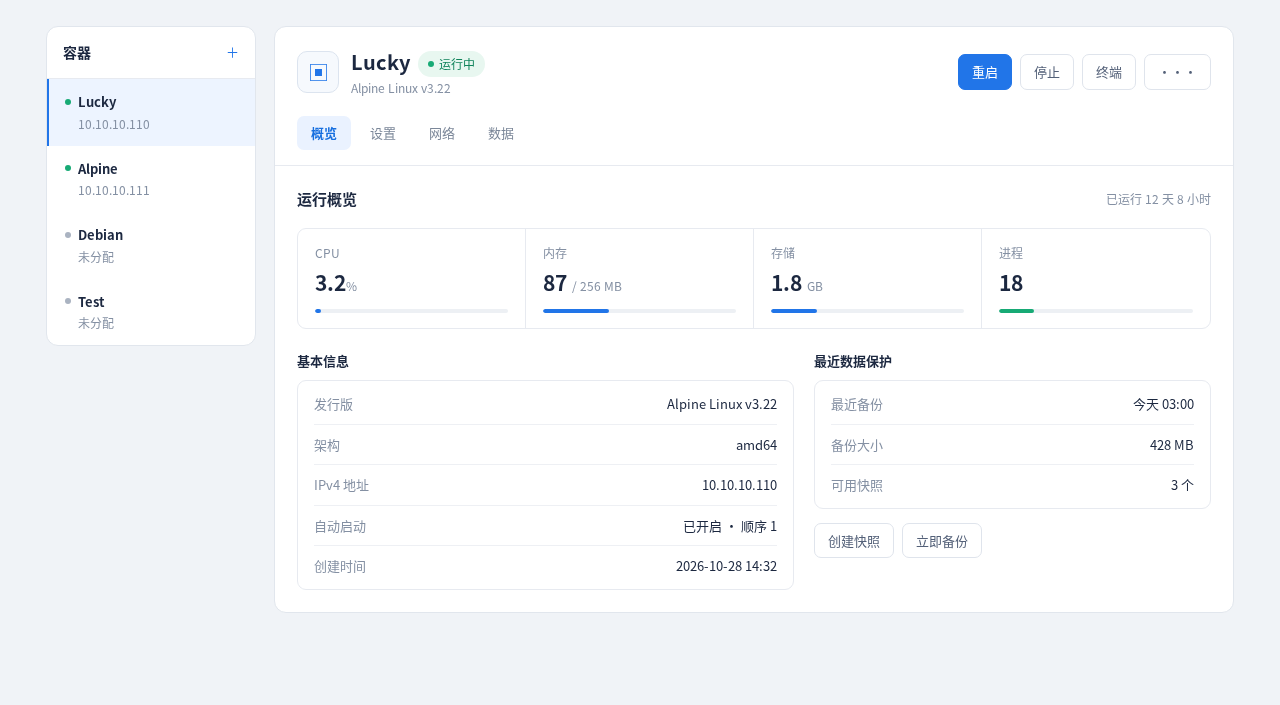 容器
+
Lucky
10.10.10.110
Alpine
10.10.10.111
Debian
未分配
Test
未分配
Lucky 运行中
Alpine Linux v3.22
重启 停止 终端 ···
概览 设置 网络 数据
运行概览 已运行 12 天 8 小时
CPU 内存 存储 进程
3.2% 87 / 256 MB 1.8 GB 18
基本信息
发行版 Alpine Linux v3.22
架构 amd64
IPv4 地址 10.10.10.110
自动启动 已开启 · 顺序 1
创建时间 2026-10-28 14:32
最近数据保护
最近备份 今天 03:00
备份大小 428 MB
可用快照 3 个
创建快照 立即备份